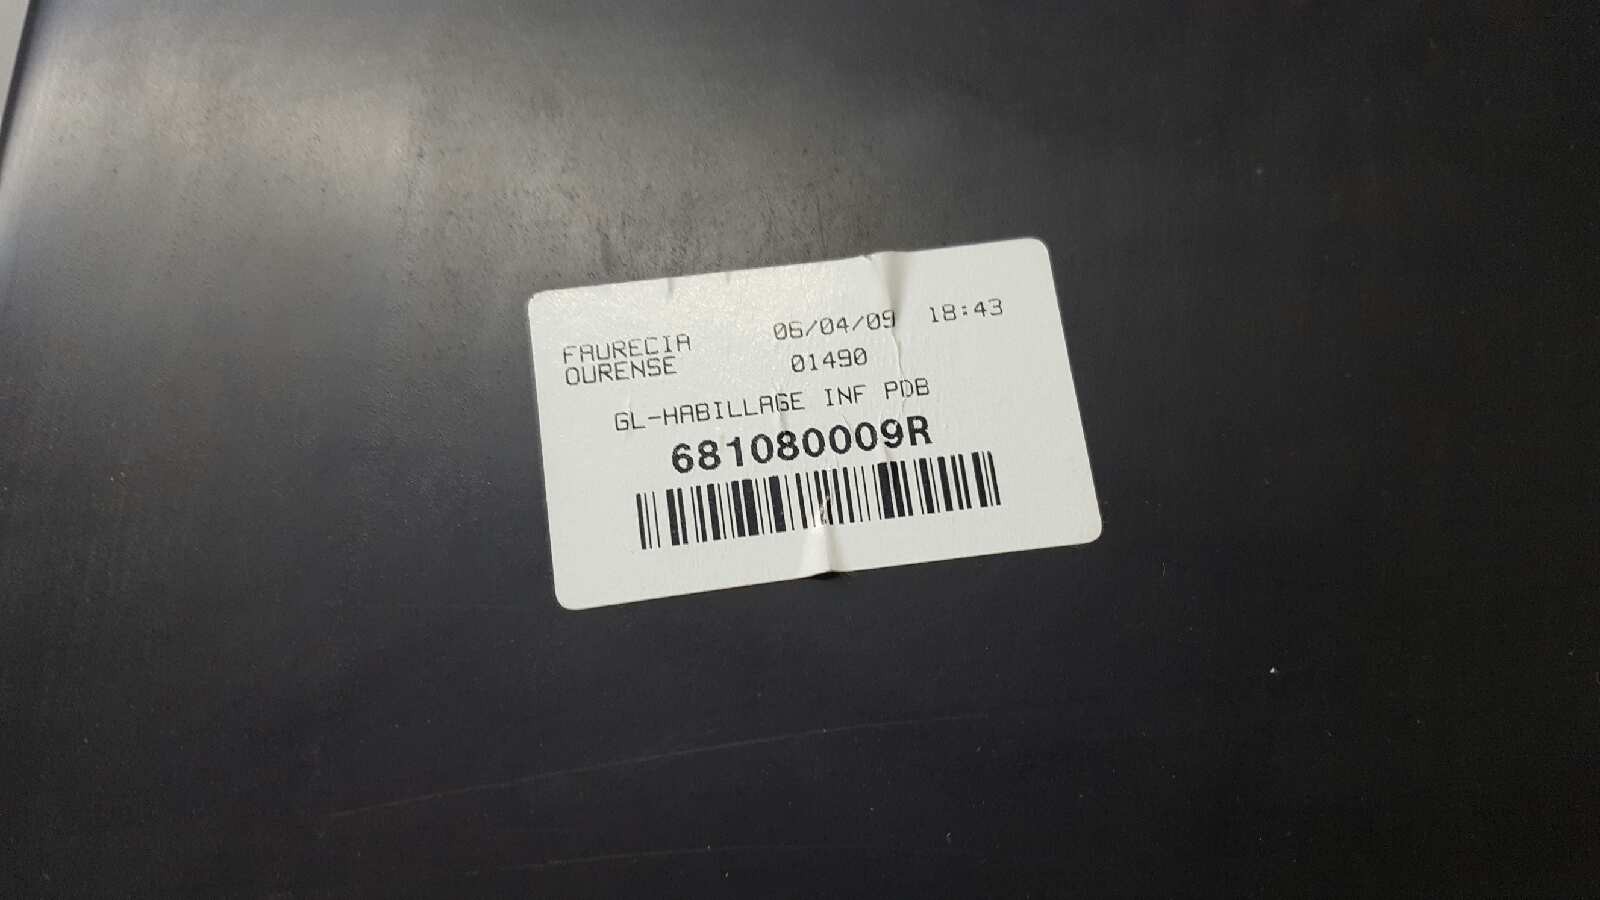 FAURECIA 06/04/09 18:43
OURENSE 01490
GL-HABILLAGE INF PDB
681080009R